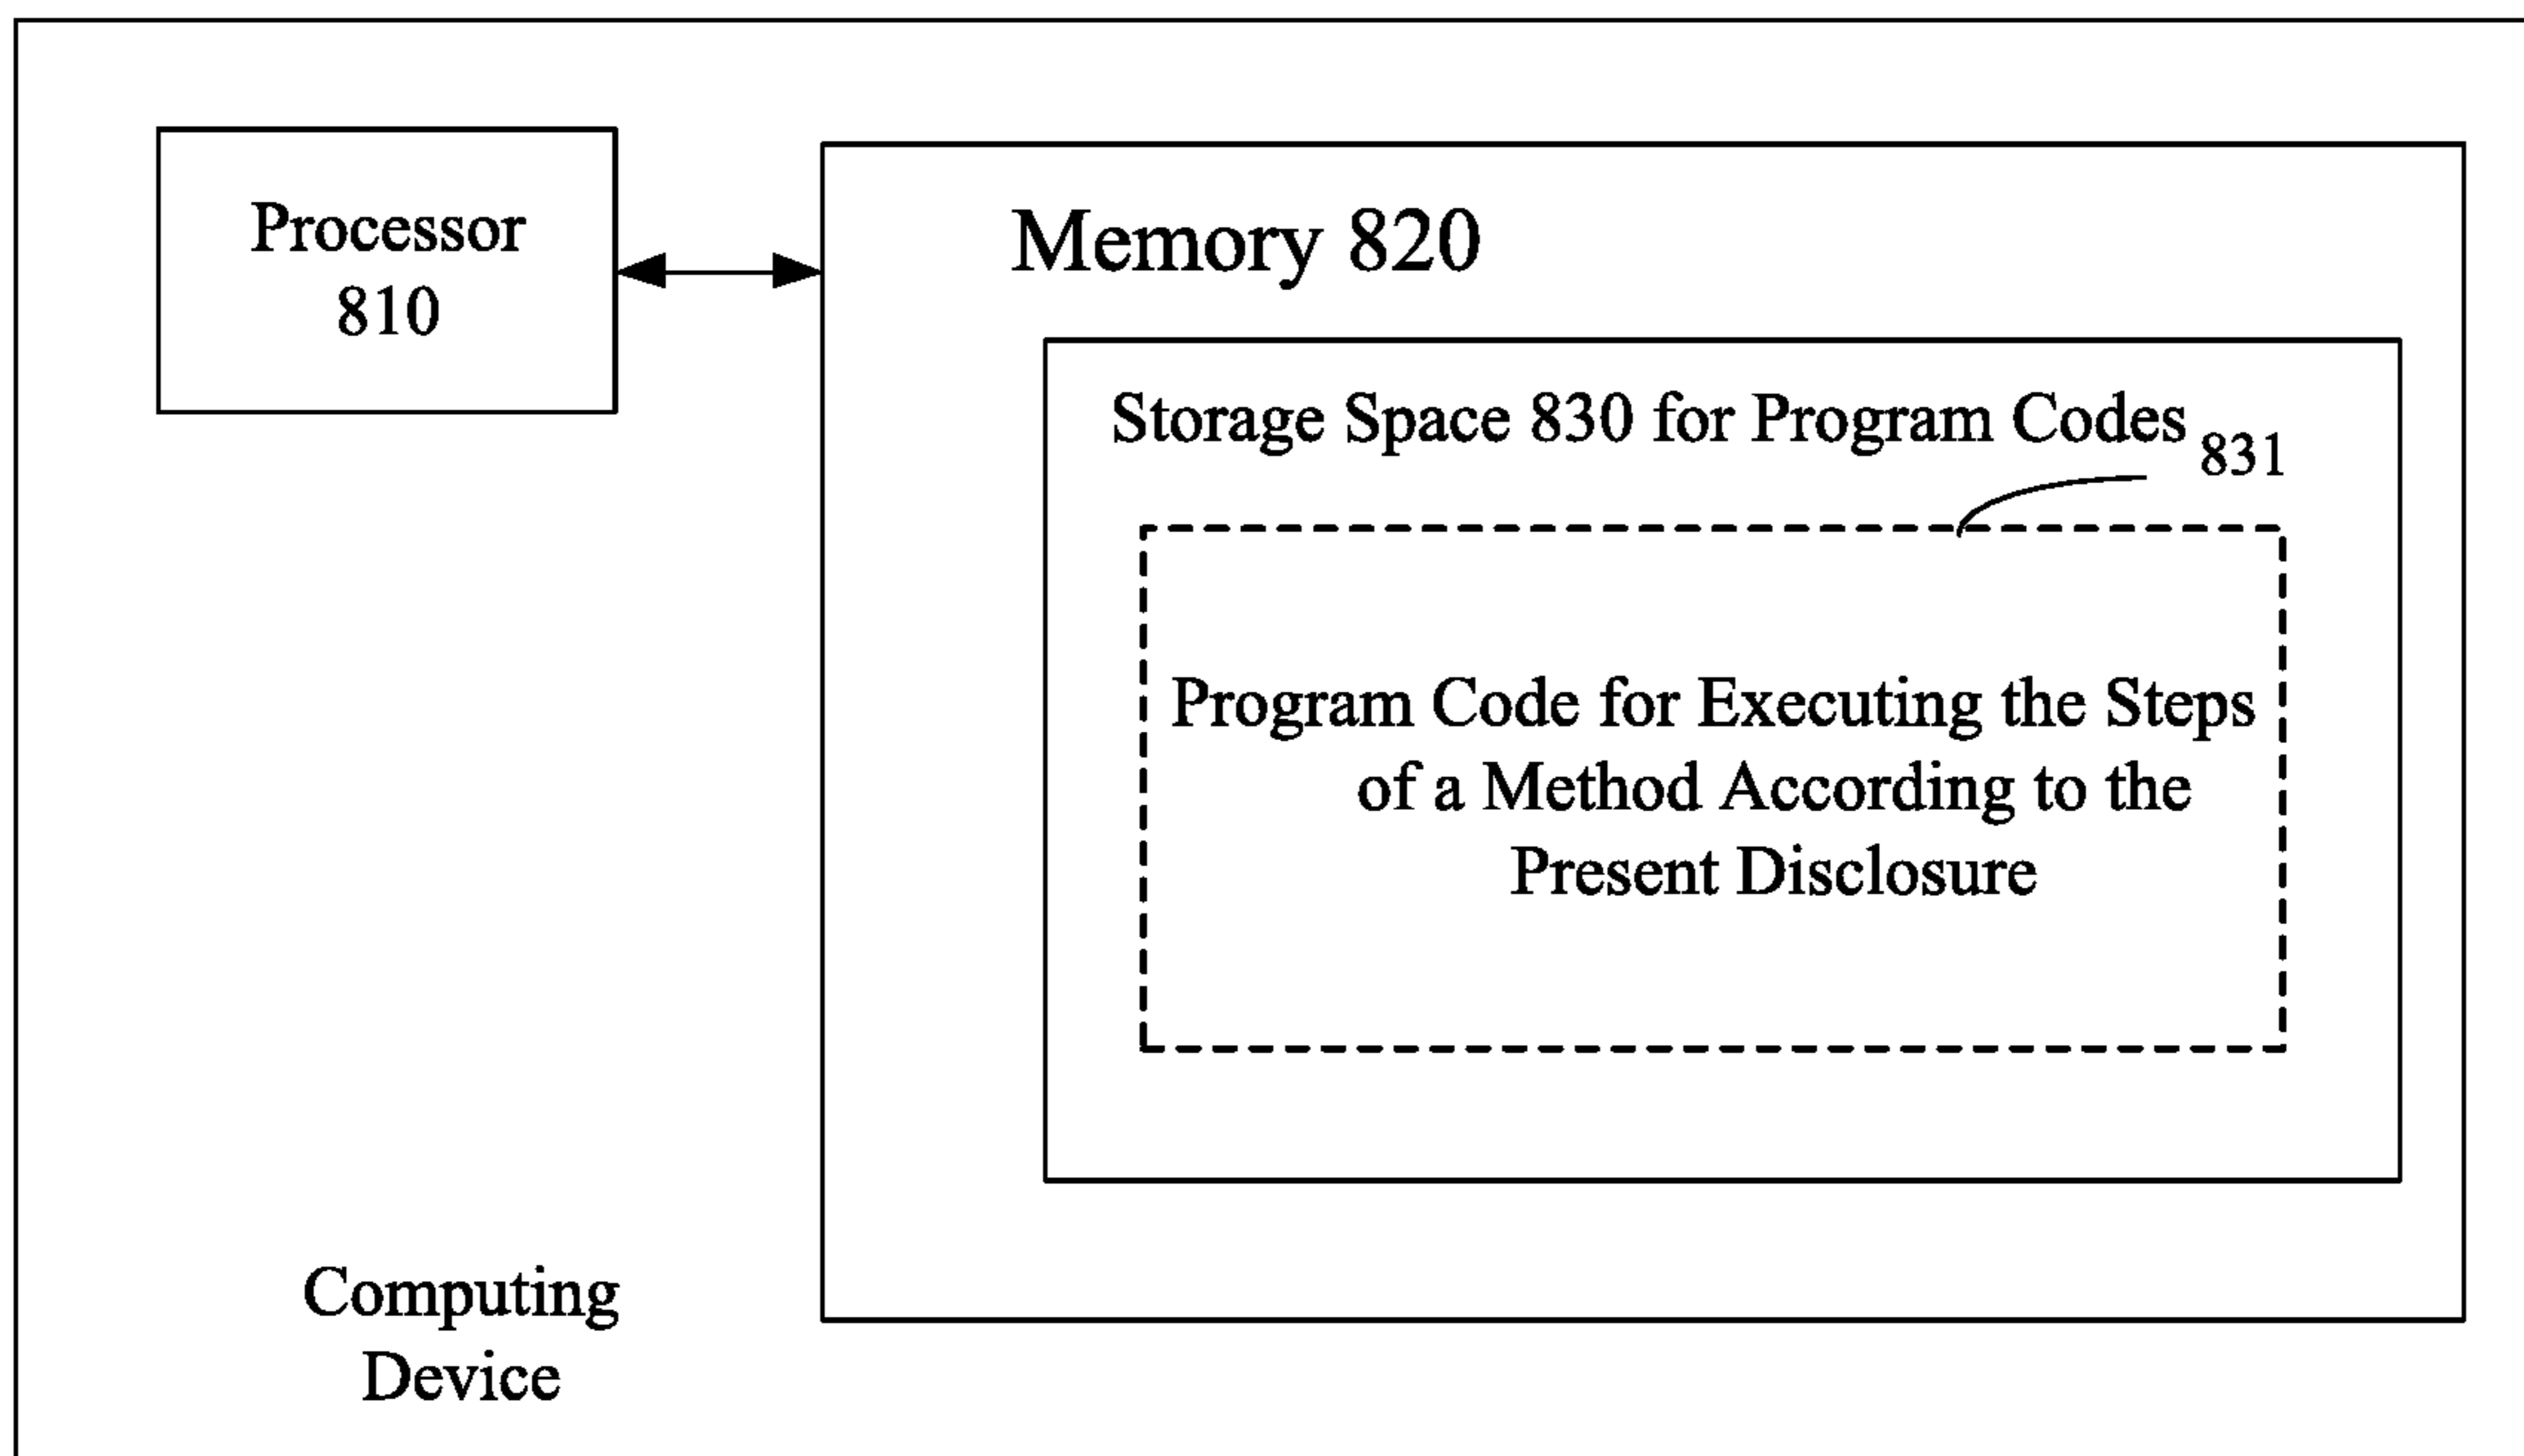 Processor
810
Memory 820
Storage Space 830 for Program Codes
831
Program Code for Executing the Steps
of a Method According to the
Present Disclosure
Computing
Device